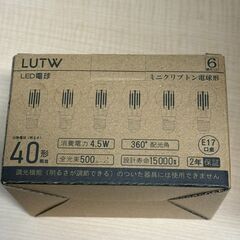 LUTW
LED電球
6
ミニクリプトン電球形
40形
消費電力 4.5W
360°配光角
E17
口金
全光束500
設計寿命15000
2年保証
調光機能(明るさが調節できる)のついた器具には使用できません。